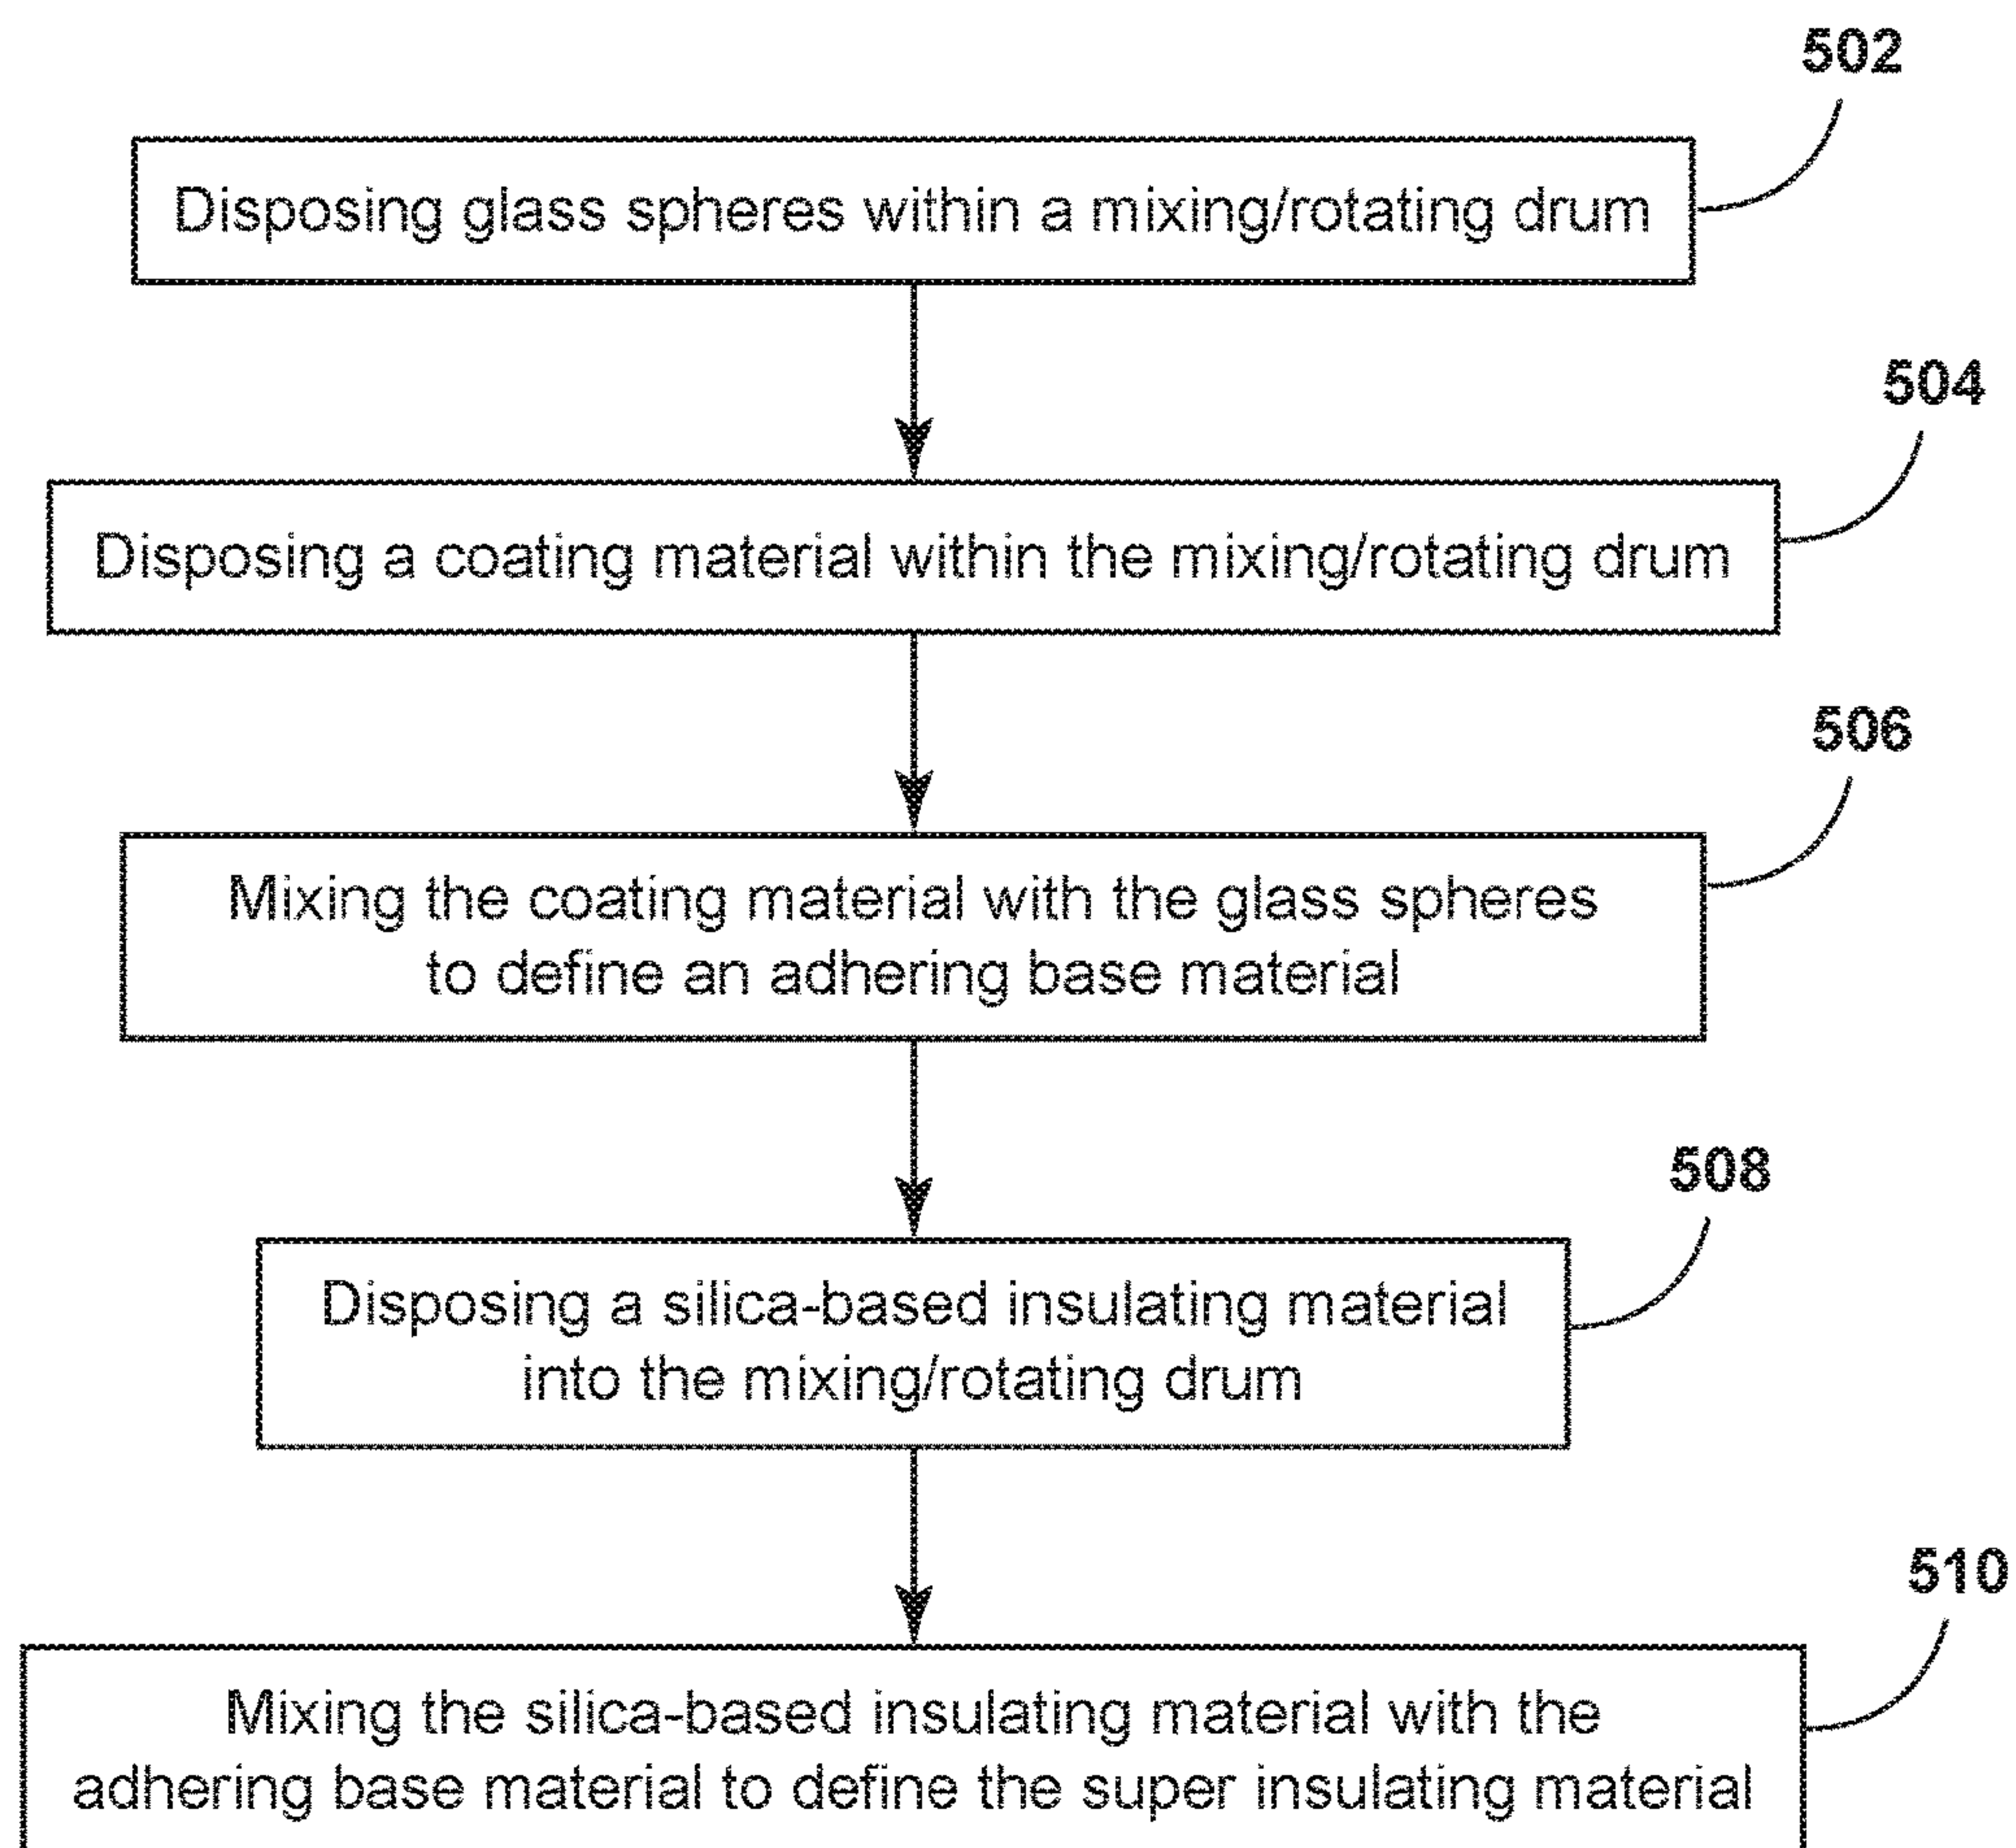 502
Disposing glass spheres within a mixing/rotating drum
504
Disposing a coating material within the mixing/rotating drum
506
Mixing the coating material with the glass spheres
to define an adhering base material
508
Disposing a silica-based insulating material
into the mixing/rotating drum
510
Mixing the silica-based insulating material with the
adhering base material to define the super insulating material